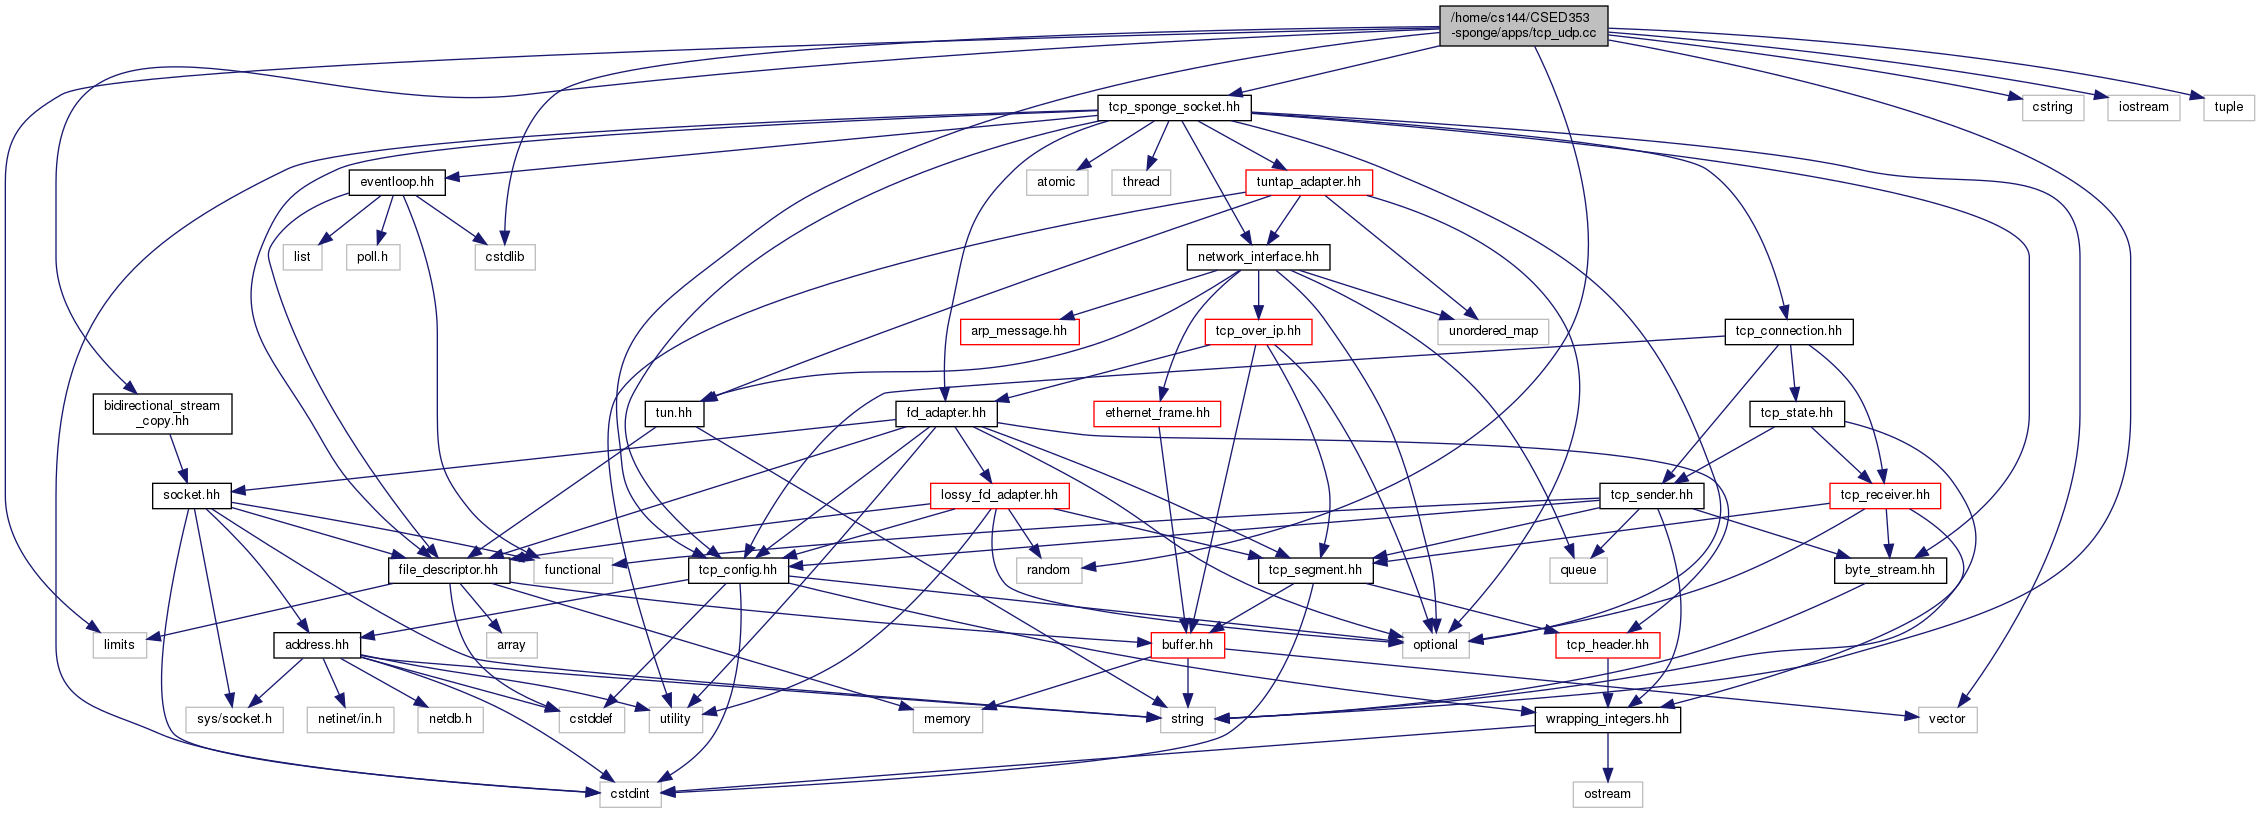 /home/cs144/CSED353
-sponge/apps/tcp_udp.cc
tcp_sponge_socket.hh
cstring
iostream
tuple
eventloop.hh
atomic
thread
tuntap_adapter.hh
list
poll.h
cstdlib
network_interface.hh
arp_message.hh
tcp_over_ip.hh
unordered_map
tcp_connection.hh
bidirectional_stream
_copy.hh
tun.hh
fd_adapter.hh
ethernet_frame.hh
tcp_state.hh
socket.hh
lossy_fd_adapter.hh
tcp_sender.hh
tcp_receiver.hh
file_descriptor.hh
functional
tcp_config.hh
random
tcp_segment.hh
queue
byte_stream.hh
limits
address.hh
array
buffer.hh
optional
tcp_header.hh
sys/socket.h
netinet/in.h
netdb.h
cstddef
utility
memory
string
wrapping_integers.hh
vector
cstdint
ostream